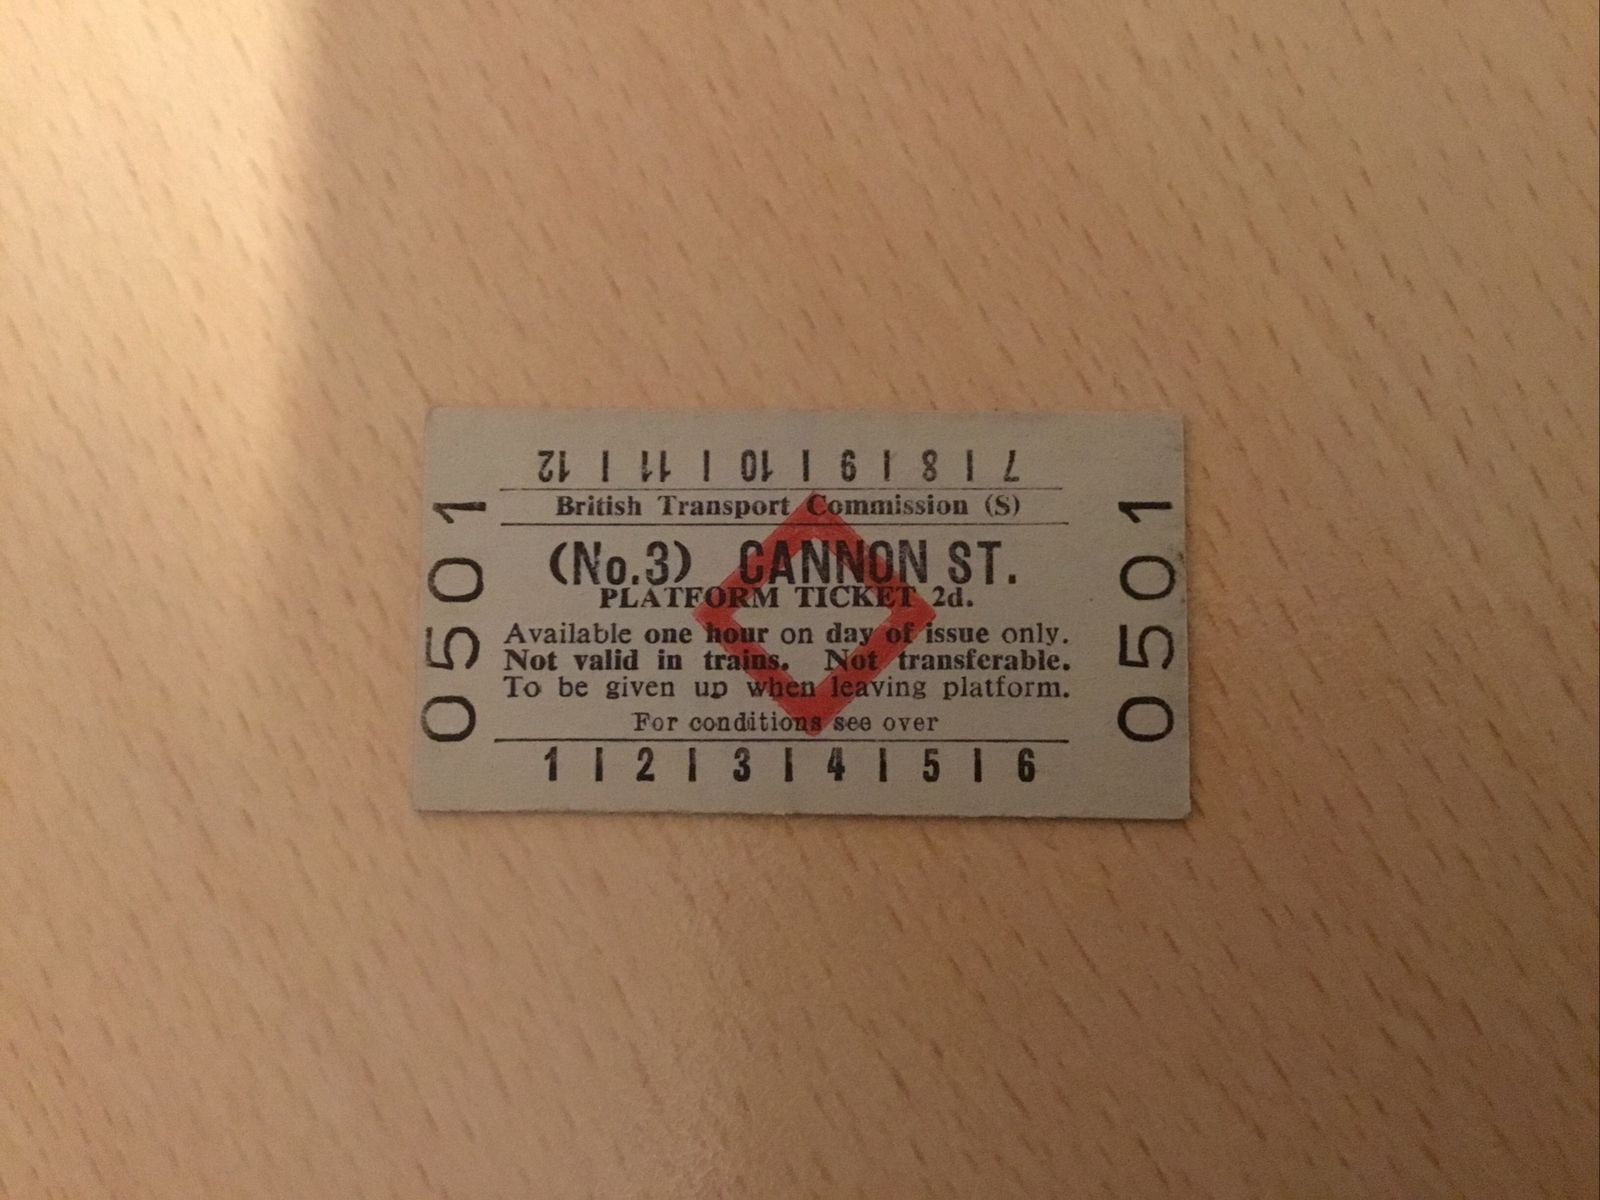 12 | 11 | 10 | 9 | 8 | 7
British Transport Commission (S)
(No.3) CANNON ST.
PLATFORM TICKET 2d.
Available one hour on day of issue only.
Not valid in trains. Not transferable.
To be given up when leaving platform.
For conditions see over
1 | 2 | 3 | 4 | 5 | 6
0501
0501